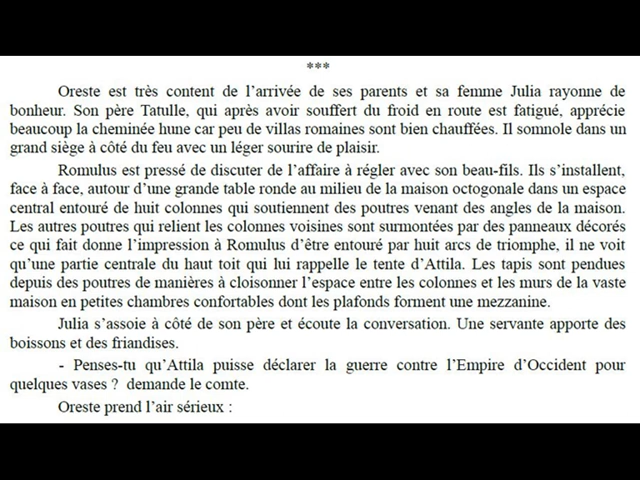 ***
Oreste est très content de l’arrivée de ses parents et sa femme Julia rayonne de
bonheur. Son père Tatulle, qui après avoir souffert du froid en route est fatigué, apprécie
beaucoup la cheminée hune car peu de villas romaines sont bien chauffées. Il somnole dans un
grand siège à côté du feu avec un léger sourire de plaisir.
Romulus est pressé de discuter de l’affaire à régler avec son beau-fils. Ils s’installent,
face à face, autour d’une grande table ronde au milieu de la maison octogonale dans un espace
central entouré de huit colonnes qui soutiennent des poutres venant des angles de la maison.
Les autres poutres qui relient les colonnes voisines sont surmontées par des panneaux décorés
ce qui fait donne l’impression à Romulus d’être entouré par huit arcs de triomphe, il ne voit
qu’une partie centrale du haut toit qui lui rappelle le tente d’Attila. Les tapis sont pendues
depuis des poutres de manières à cloisonner l’espace entre les colonnes et les murs de la vaste
maison en petites chambres confortables dont les plafonds forment une mezzanine.
Julia s’assoie à côté de son père et écoute la conversation. Une servante apporte des
boissons et des friandises.
- Penses-tu qu’Attila puisse déclarer la guerre contre l’Empire d’Occident pour
quelques vases ? demande le comte.
Oreste prend l’air sérieux :